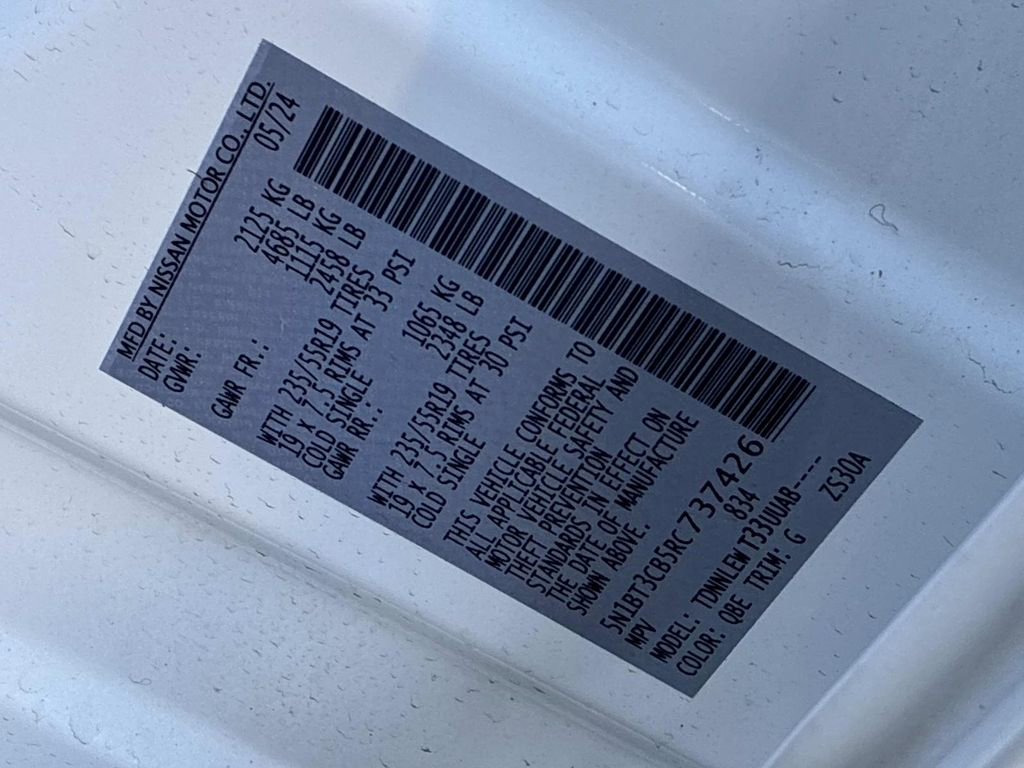 MFD BY NISSAN MOTOR CO., LTD.
DATE: 05/24
GVWR: 2125 KG
4685 LB
GAWR FR.: 1115 KG
2458 LB
WITH 235/55R19 TIRES
19 X 7.5 RIMS AT 33 PSI
COLD SINGLE
GAWR RR.: 1065 KG
2348 LB
WITH 235/55R19 TIRES
19 X 7.5 RIMS AT 30 PSI
COLD SINGLE
THIS VEHICLE CONFORMS TO
ALL APPLICABLE FEDERAL
MOTOR VEHICLE SAFETY AND
THEFT PREVENTION
STANDARDS IN EFFECT ON
THE DATE OF MANUFACTURE
SHOWN ABOVE.
5N1BT3CB5RC737426
MPV 834
MODEL: TDNNLEWT33UUAB----
COLOR: QBE TRIM: G ZS30A